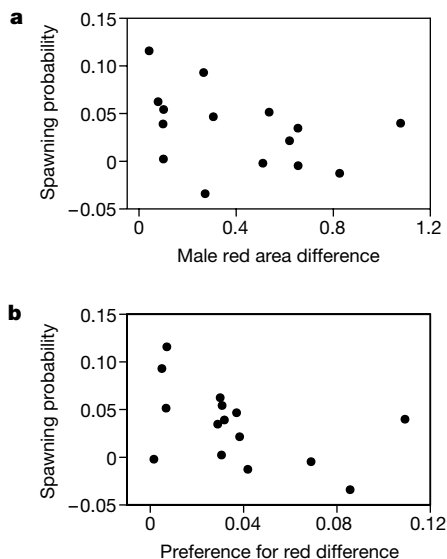 a
0.15
0.10
0.05
0
−0.05
Spawning probability
0 0.4 0.8 1.2
Male red area difference
b
0.15
0.10
0.05
0
−0.05
Spawning probability
0 0.04 0.08 0.12
Preference for red difference